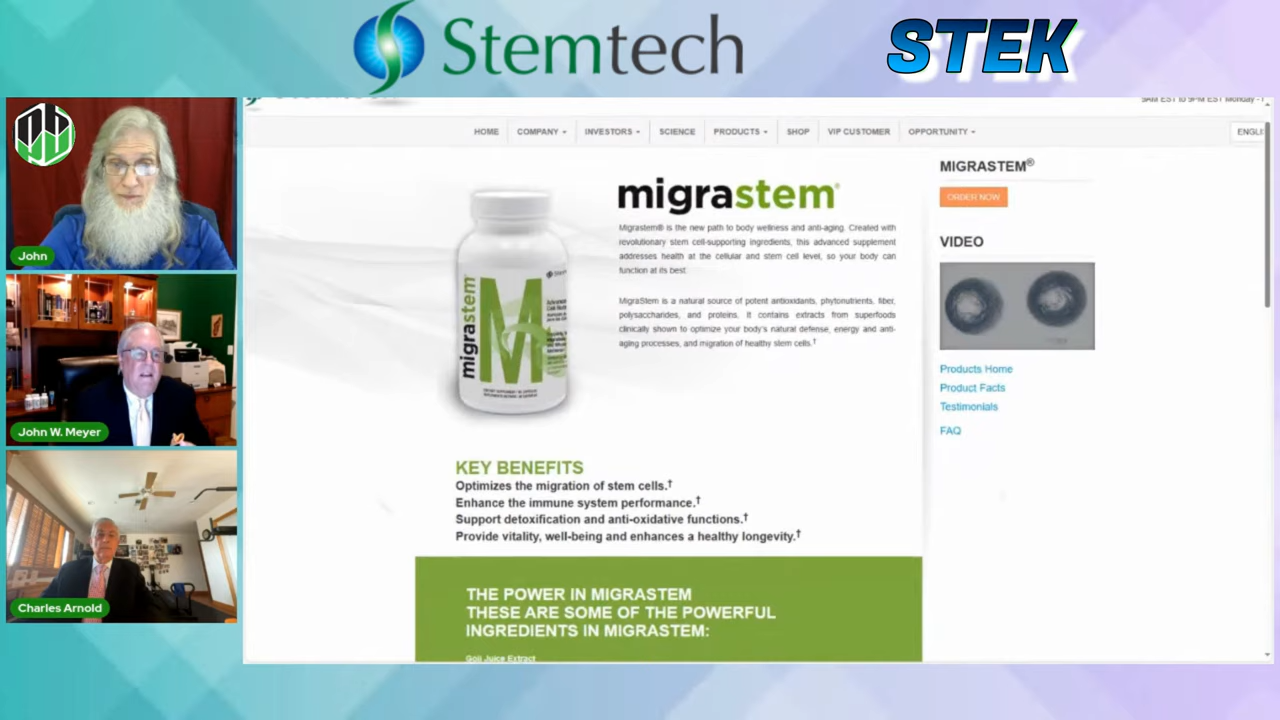 Stemtech
STEK
9AM EST to 9PM EST Monday -
HOME
COMPANY
INVESTORS
SCIENCE
PRODUCTS
SHOP
VIP CUSTOMER
OPPORTUNITY
John
John W. Meyer
Charles Arnold
migrastem®
Migrastem® is the new path to body wellness and anti-aging. Created with
revolutionary stem cell-supporting ingredients, this advanced supplement
addresses health at the cellular and stem cell level, so your body can
function at its best.
MigraStem is a natural source of potent antioxidants, phytonutrients, fiber,
polysaccharides, and proteins. It contains extracts from superfoods
clinically shown to optimize your body's natural defense, energy and anti-
aging processes, and migration of healthy stem cells.†
migrastem
M
KEY BENEFITS
Optimizes the migration of stem cells.†
Enhance the immune system performance.†
Support detoxification and anti-oxidative functions.†
Provide vitality, well-being and enhances a healthy longevity.†
THE POWER IN MIGRASTEM
THESE ARE SOME OF THE POWERFUL
INGREDIENTS IN MIGRASTEM:
Goji Juice Extract
MIGRASTEM®
ORDER NOW
VIDEO
Products Home
Product Facts
Testimonials
FAQ